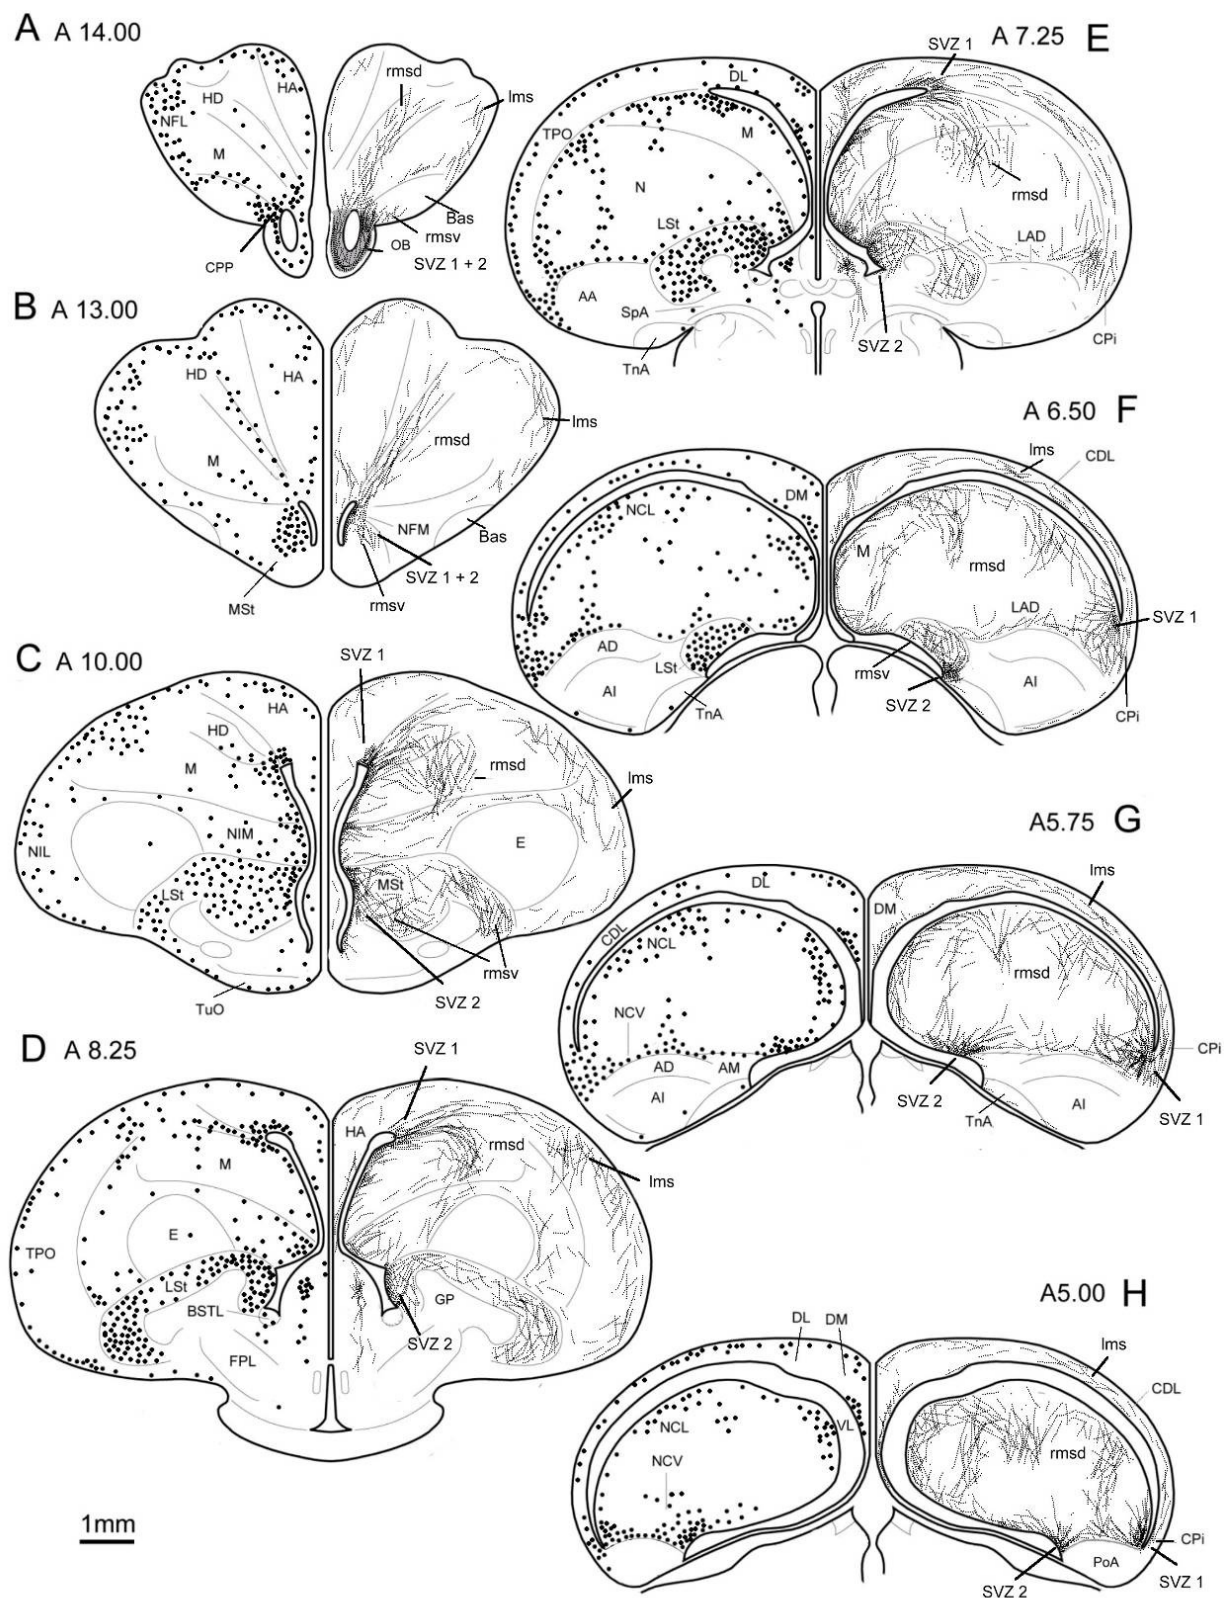 A A 14.00
rmsd
lms
HD
HA
NFL
M
Bas
rmsv
OB
CPP
SVZ 1 + 2
B A 13.00
HD
HA
lms
rmsd
M
NFM
Bas
SVZ 1 + 2
MSt
rmsv
C A 10.00
SVZ 1
HA
HD
M
rmsd
lms
NIM
NIL
E
LSt
MSt
rmsv
SVZ 2
TuO
D A 8.25
SVZ 1
HA
rmsd
M
lms
E
TPO
LSt
BSTL
GP
SVZ 2
FPL
1mm
A 7.25 E
SVZ 1
DL
TPO
M
N
rmsd
LSt
LAD
AA
SpA
TnA
SVZ 2
CPi
A 6.50 F
lms
CDL
NCL
DM
M
rmsd
LAD
SVZ 1
AD
LSt
rmsv
AI
AI
TnA
SVZ 2
CPi
A5.75 G
lms
DL
DM
CDL
NCL
rmsd
NCV
CPi
AD
AM
SVZ 2
AI
TnA
AI
SVZ 1
A5.00 H
DL
DM
lms
CDL
NCL
VL
rmsd
NCV
CPi
PoA
SVZ 2
SVZ 1